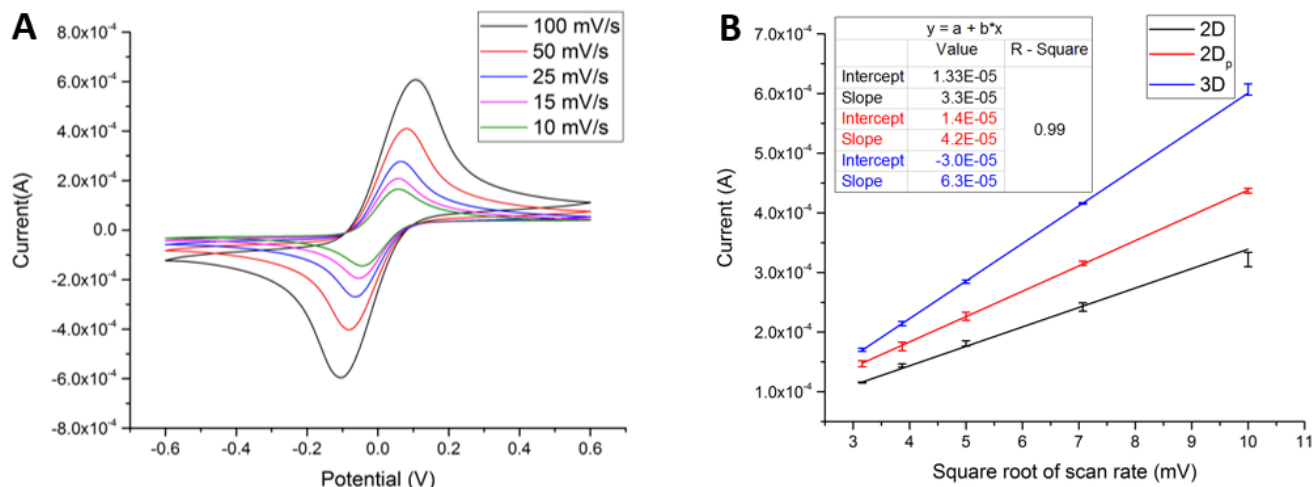 A
8.0x10⁻⁴
6.0x10⁻⁴
4.0x10⁻⁴
2.0x10⁻⁴
0.0
-2.0x10⁻⁴
-4.0x10⁻⁴
-6.0x10⁻⁴
-8.0x10⁻⁴
Current(A)
100 mV/s
50 mV/s
25 mV/s
15 mV/s
10 mV/s
-0.6 -0.4 -0.2 0.0 0.2 0.4 0.6
Potential (V)
B
7.0x10⁻⁴
6.0x10⁻⁴
5.0x10⁻⁴
4.0x10⁻⁴
3.0x10⁻⁴
2.0x10⁻⁴
1.0x10⁻⁴
Current (A)
y = a + b*x
Value R - Square
Intercept 1.33E-05
Slope 3.3E-05
Intercept 1.4E-05
0.99
Slope 4.2E-05
Intercept -3.0E-05
Slope 6.3E-05
2D
2Dₚ
3D
3 4 5 6 7 8 9 10 11
Square root of scan rate (mV)